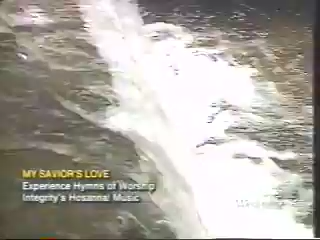 MY SAVIOR'S LOVE
Experience Hymns of Worship
Integrity's Hosanna! Music